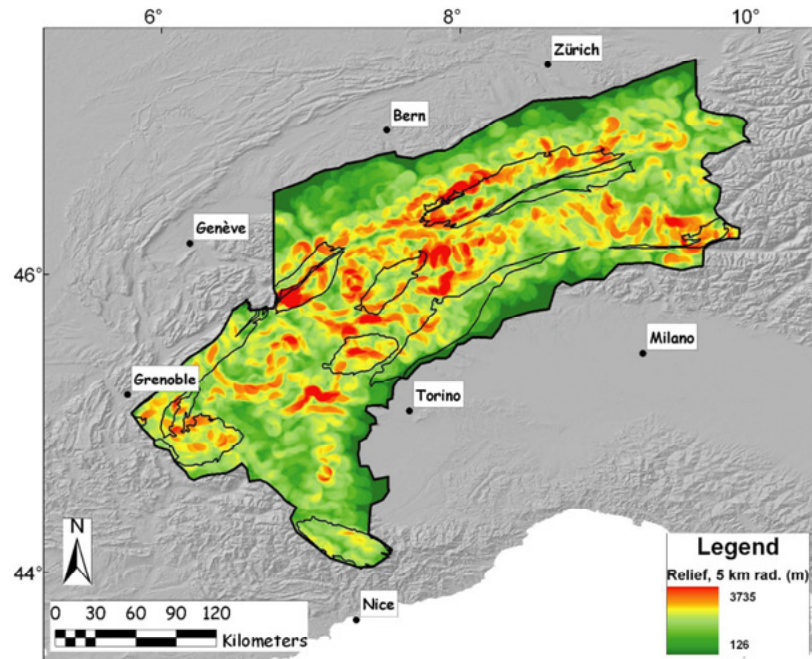 6°
8°
10°
Zürich
Bern
Genève
46°
Milano
Grenoble
Torino
N
44°
Nice
0 30 60 90 120
Kilometers
Legend
Relief, 5 km rad. (m)
3735
126